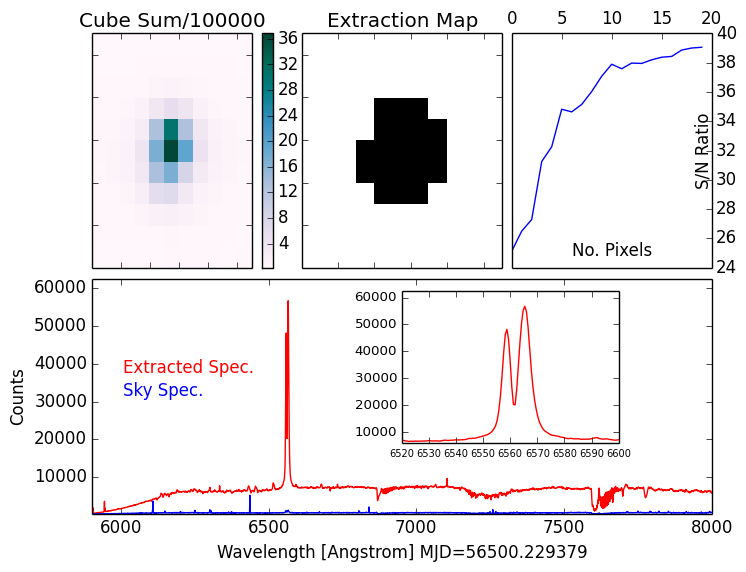 Cube Sum/100000
36
32
28
24
20
16
12
8
4
Extraction Map
0 5 10 15 20
40
38
36
34
32
30
28
26
24
S/N Ratio
No. Pixels
60000
50000
40000
30000
20000
10000
Counts
Extracted Spec.
Sky Spec.
60000
50000
40000
30000
20000
10000
6520 6530 6540 6550 6560 6570 6580 6590 6600
6000 6500 7000 7500 8000
Wavelength [Angstrom] MJD=56500.229379